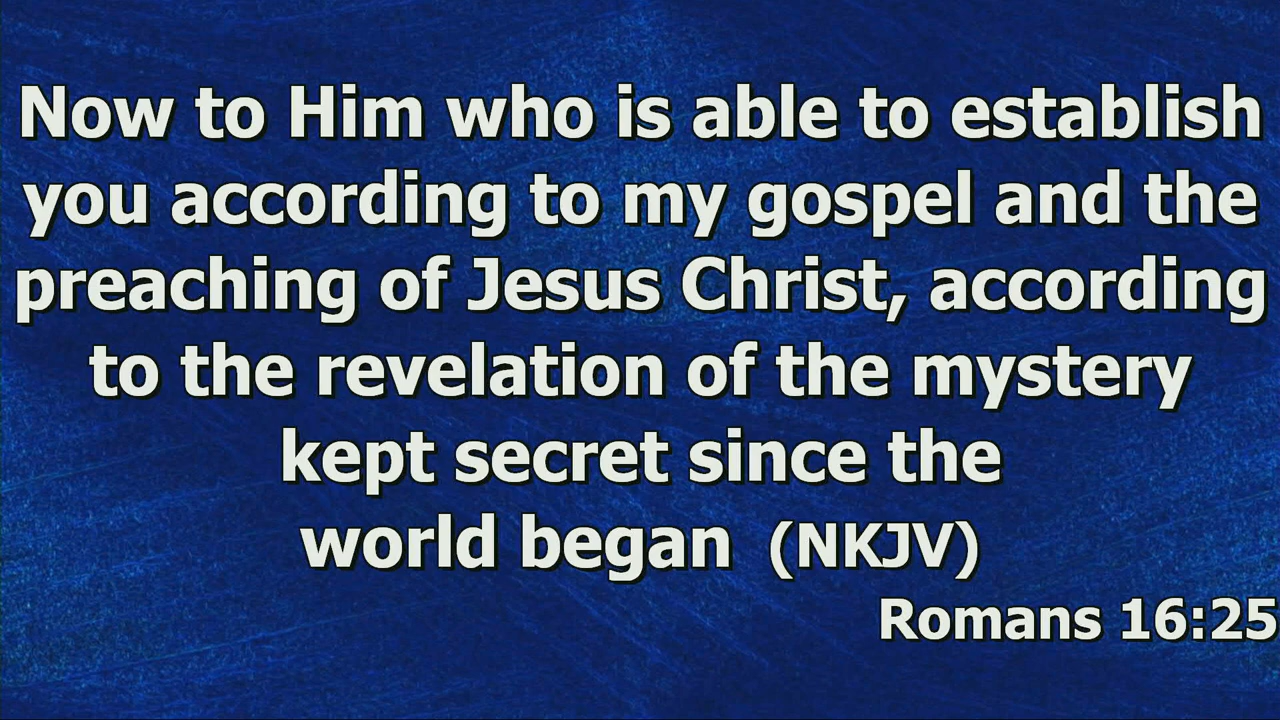 Now to Him who is able to establish
you according to my gospel and the
preaching of Jesus Christ, according
to the revelation of the mystery
kept secret since the
world began (NKJV)
Romans 16:25